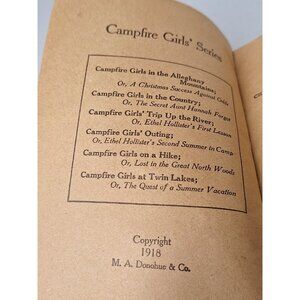 Campfire Girls' Series
Campfire Girls in the Alleghany
Mountains;
Or, A Christmas Success Against Odds
Campfire Girls in the Country;
Or, The Secret Aunt Hannah Forgot
Campfire Girls' Trip Up the River;
Or, Ethel Hollister's First Lesson
Campfire Girls' Outing;
Or, Ethel Hollister's Second Summer in Camp
Campfire Girls on a Hike;
Or, Lost in the Great North Woods
Campfire Girls at Twin Lakes;
Or, The Quest of a Summer Vacation
Copyright
1918
M. A. Donohue & Co.